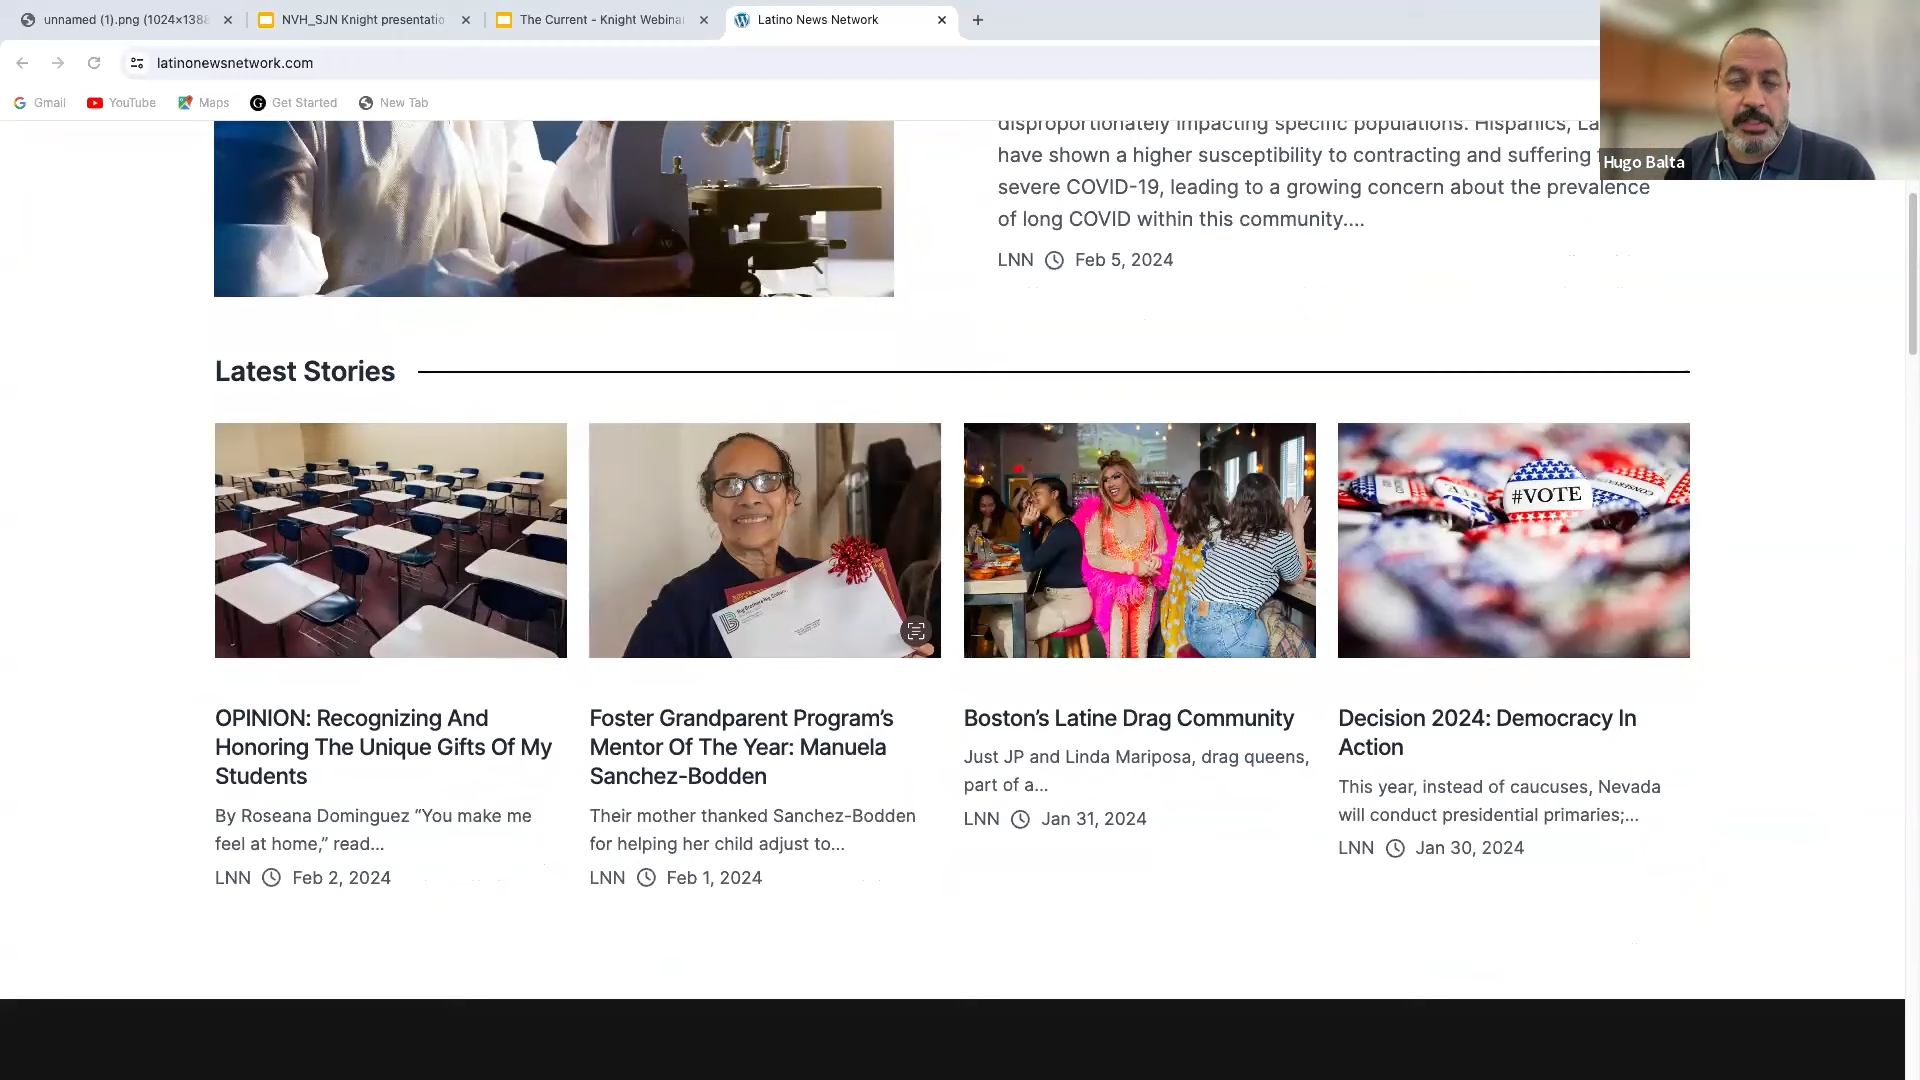 unnamed (1).png (1024×1388
NVH_SJN Knight presentatio
The Current - Knight Webina
Latino News Network
latinonewsnetwork.com
Gmail
YouTube
Maps
Get Started
New Tab
Hugo Balta
disproportionately impacting specific populations. Hispanics, La
have shown a higher susceptibility to contracting and suffering
severe COVID-19, leading to a growing concern about the prevalence
of long COVID within this community....
LNN Feb 5, 2024
Latest Stories
#VOTE
OPINION: Recognizing And
Honoring The Unique Gifts Of My
Students
By Roseana Dominguez “You make me
feel at home,” read...
LNN Feb 2, 2024
Foster Grandparent Program’s
Mentor Of The Year: Manuela
Sanchez-Bodden
Their mother thanked Sanchez-Bodden
for helping her child adjust to...
LNN Feb 1, 2024
Boston’s Latine Drag Community
Just JP and Linda Mariposa, drag queens,
part of a...
LNN Jan 31, 2024
Decision 2024: Democracy In
Action
This year, instead of caucuses, Nevada
will conduct presidential primaries;...
LNN Jan 30, 2024